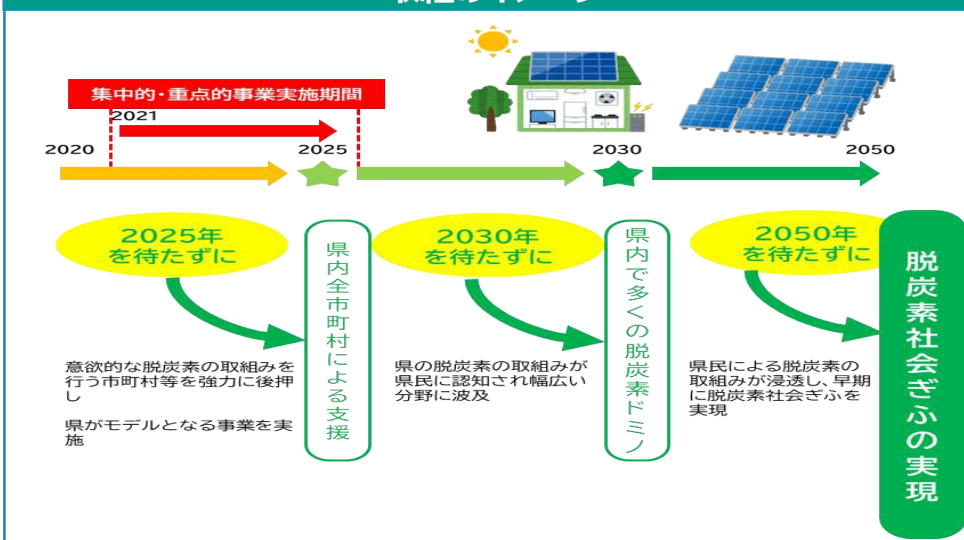 集中的・重点的事業実施期間
2021
2020
2025
2030
2050
2025年
を待たずに
意欲的な脱炭素の取組みを
行う市町村等を強力に後押
し
県がモデルとなる事業を実
施
県内全市町村による支援
2030年
を待たずに
県の脱炭素の取組みが
県民に認知され幅広い
分野に波及
県内で多くの脱炭素ドミノ
2050年
を待たずに
県民による脱炭素の
取組みが浸透し、早期
に脱炭素社会ぎふを
実現
脱炭素社会ぎふの実現